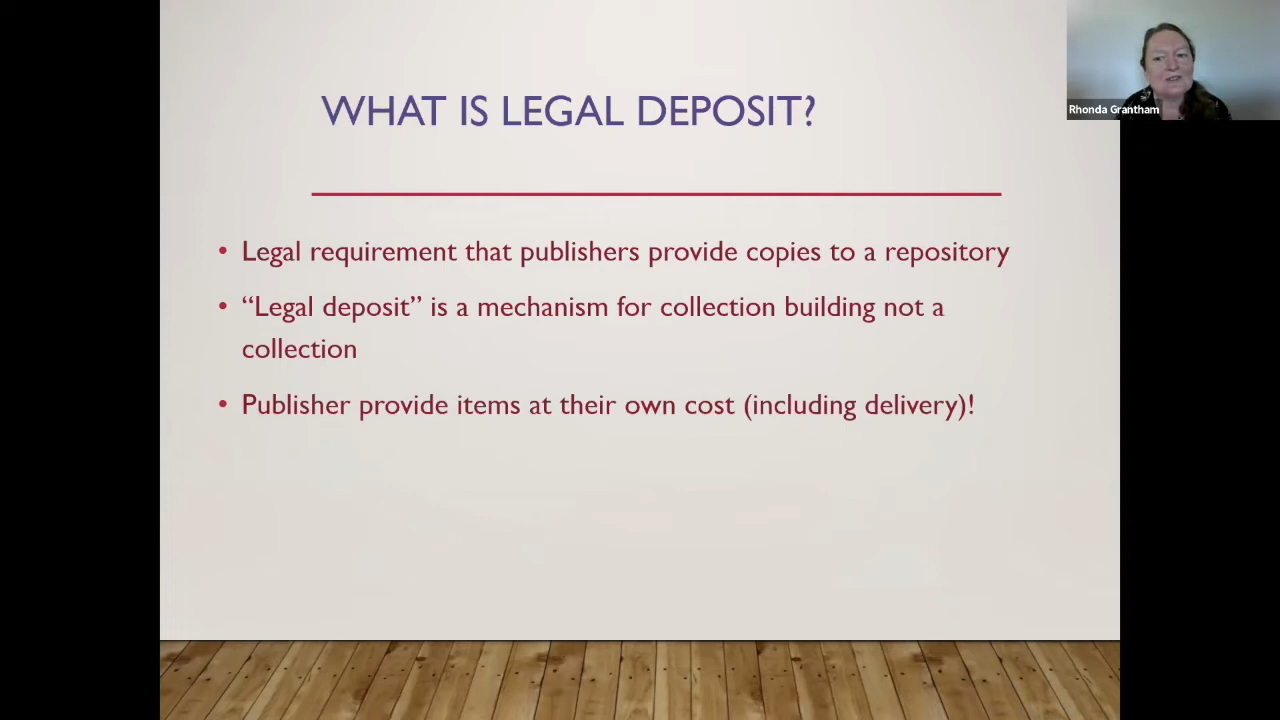 WHAT IS LEGAL DEPOSIT?
Rhonda Grantham
• Legal requirement that publishers provide copies to a repository
• “Legal deposit” is a mechanism for collection building not a
collection
• Publisher provide items at their own cost (including delivery)!